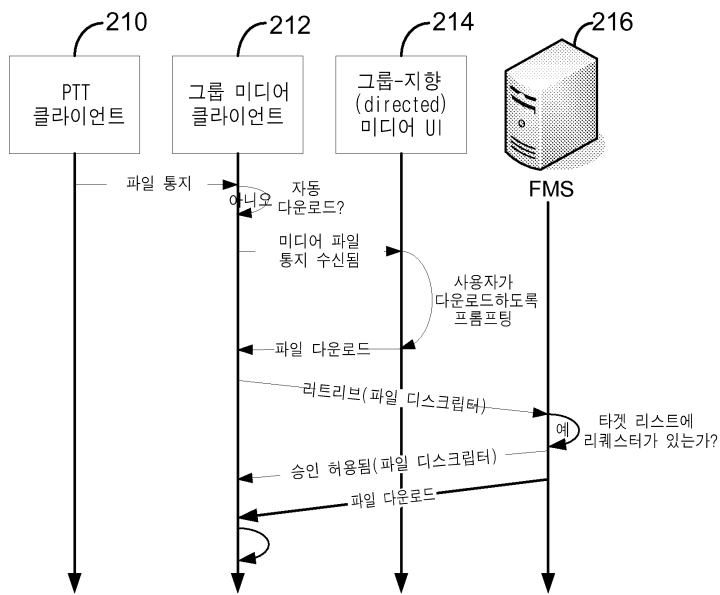 210
212
214
216
PTT
클라이언트
그룹 미디어
클라이언트
그룹-지향
(directed)
미디어 UI
FMS
파일 통지
아니오
자동
다운로드?
미디어 파일
통지 수신됨
사용자가
다운로드하도록
프롬프팅
파일 다운로드
리트리브(파일 디스크립터)
예
타겟 리스트에
리퀘스터가 있는가?
승인 허용됨(파일 디스크립터)
파일 다운로드